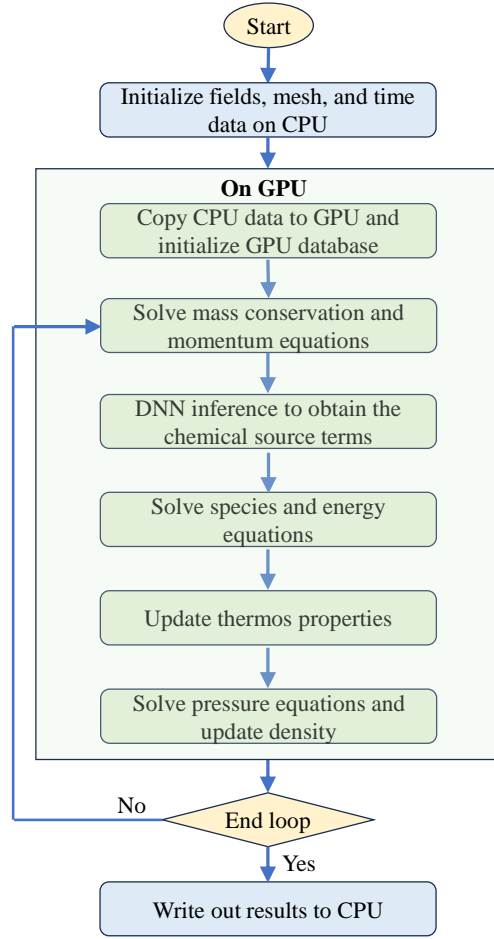 Start
Initialize fields, mesh, and time
data on CPU
On GPU
Copy CPU data to GPU and
initialize GPU database
Solve mass conservation and
momentum equations
DNN inference to obtain the
chemical source terms
Solve species and energy
equations
Update thermos properties
Solve pressure equations and
update density
No
End loop
Yes
Write out results to CPU